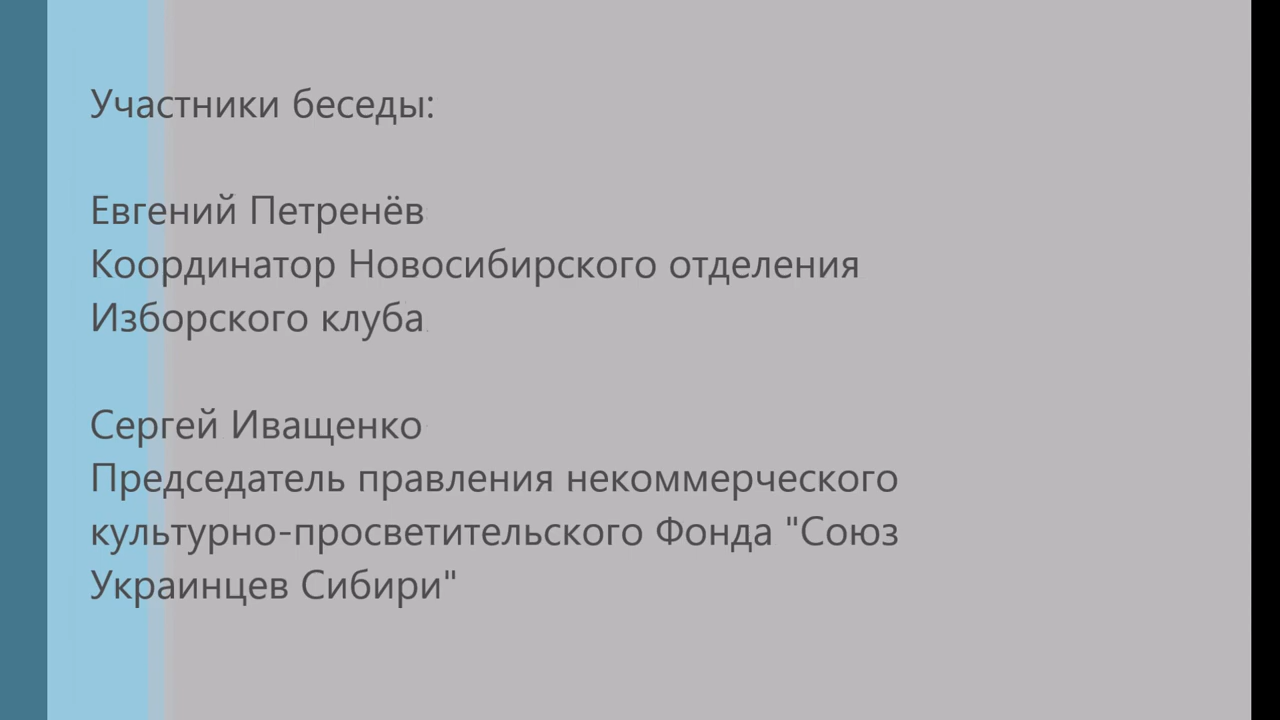 Участники беседы:
Евгений Петренёв
Координатор Новосибирского отделения
Изборского клуба
Сергей Иващенко
Председатель правления некоммерческого
культурно-просветительского Фонда "Союз
Украинцев Сибири"